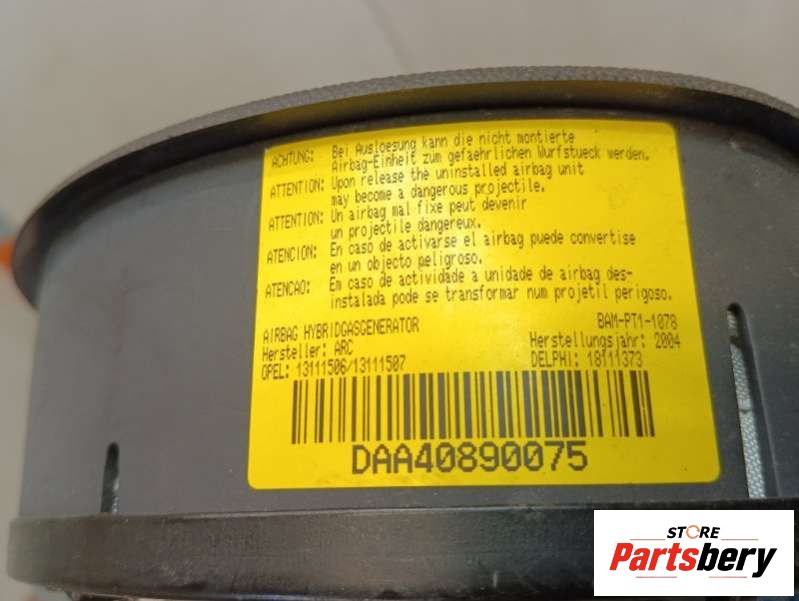 ACHTUNG: Bei Ausloesung kann die nicht montierte
Airbag-Einheit zum gefaehrlichen Wurfstueck werden.
ATTENTION: Upon release the uninstalled airbag unit
may become a dangerous projectile.
ATTENTION: Un airbag mal fixe peut devenir
un projectile dangereux.
ATENCION: En caso de activarse el airbag puede convertise
en un objecto peligroso.
ATENCAO: Em caso de actividade a unidade de airbag des-
instalada pode se transformar num projetil perigoso.
AIRBAG HYBRIDGASGENERATOR BAM-PT1-1078
Hersteller: ARC Herstellungsjahr: 2004
OPEL: 13111506/13111507 DELPHI: 18111373
DAA40890075
STORE
Partsbery